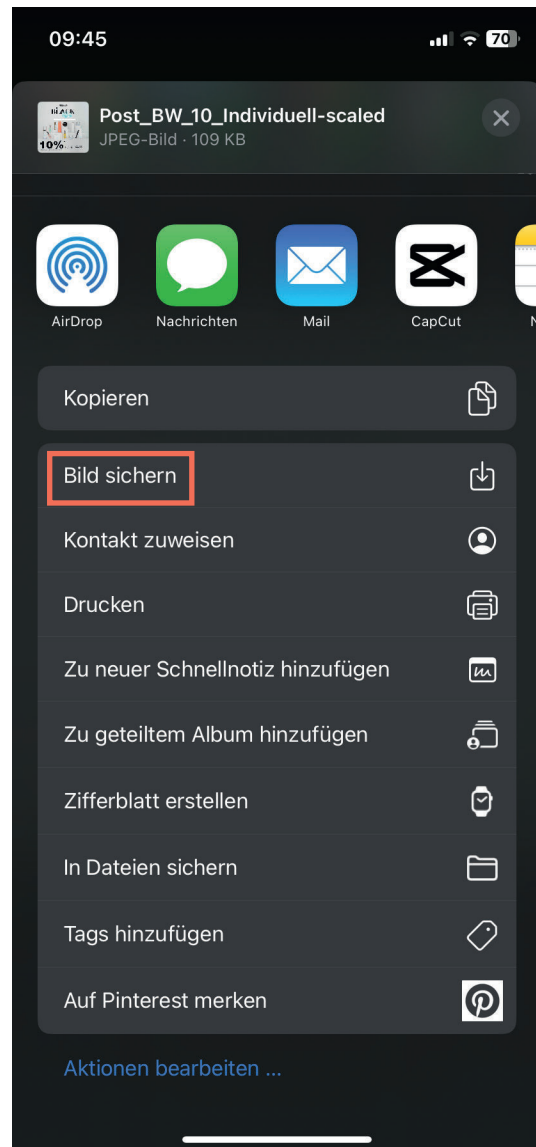 09:45
70
BLACK
10%
Post_BW_10_Individuell-scaled
JPEG-Bild · 109 KB
AirDrop
Nachrichten
Mail
CapCut
N
Kopieren
Bild sichern
Kontakt zuweisen
Drucken
Zu neuer Schnellnotiz hinzufügen
Zu geteiltem Album hinzufügen
Zifferblatt erstellen
In Dateien sichern
Tags hinzufügen
Auf Pinterest merken
Aktionen bearbeiten ...